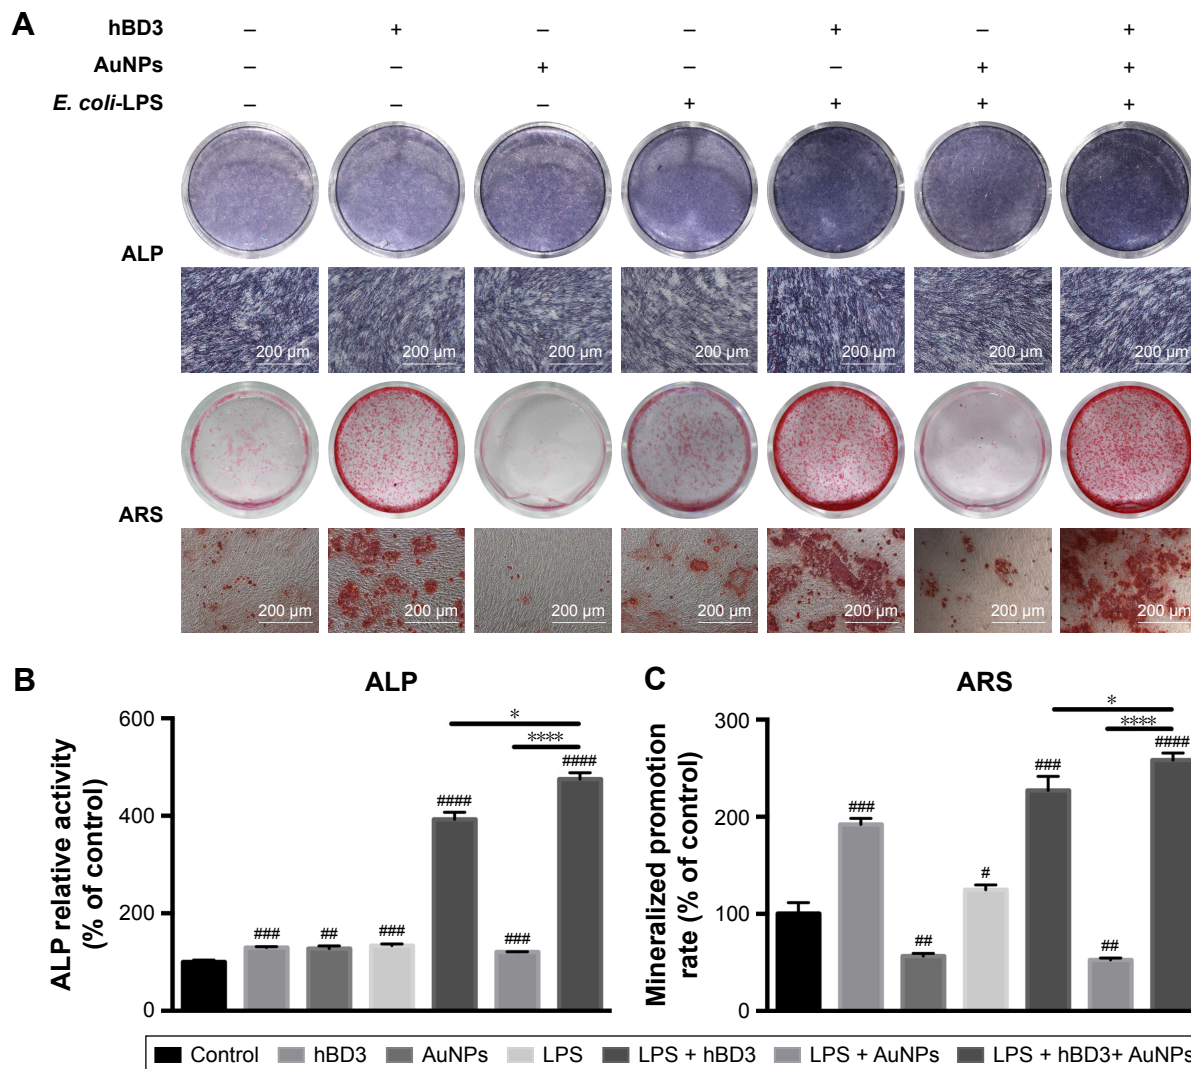 A
hBD3 – + – – + – +
AuNPs – – + – – + +
E. coli-LPS – – – + + + +
ALP
200 µm 200 µm 200 µm 200 µm 200 µm 200 µm 200 µm
ARS
200 µm 200 µm 200 µm 200 µm 200 µm 200 µm 200 µm
B
ALP
ALP relative activity
(% of control)
600
400
200
0
*
****
####
####
###
##
###
###
C
ARS
Mineralized promotion
rate (% of control)
300
200
100
0
*
****
####
###
###
#
##
##
Control hBD3 AuNPs LPS LPS + hBD3 LPS + AuNPs LPS + hBD3+ AuNPs